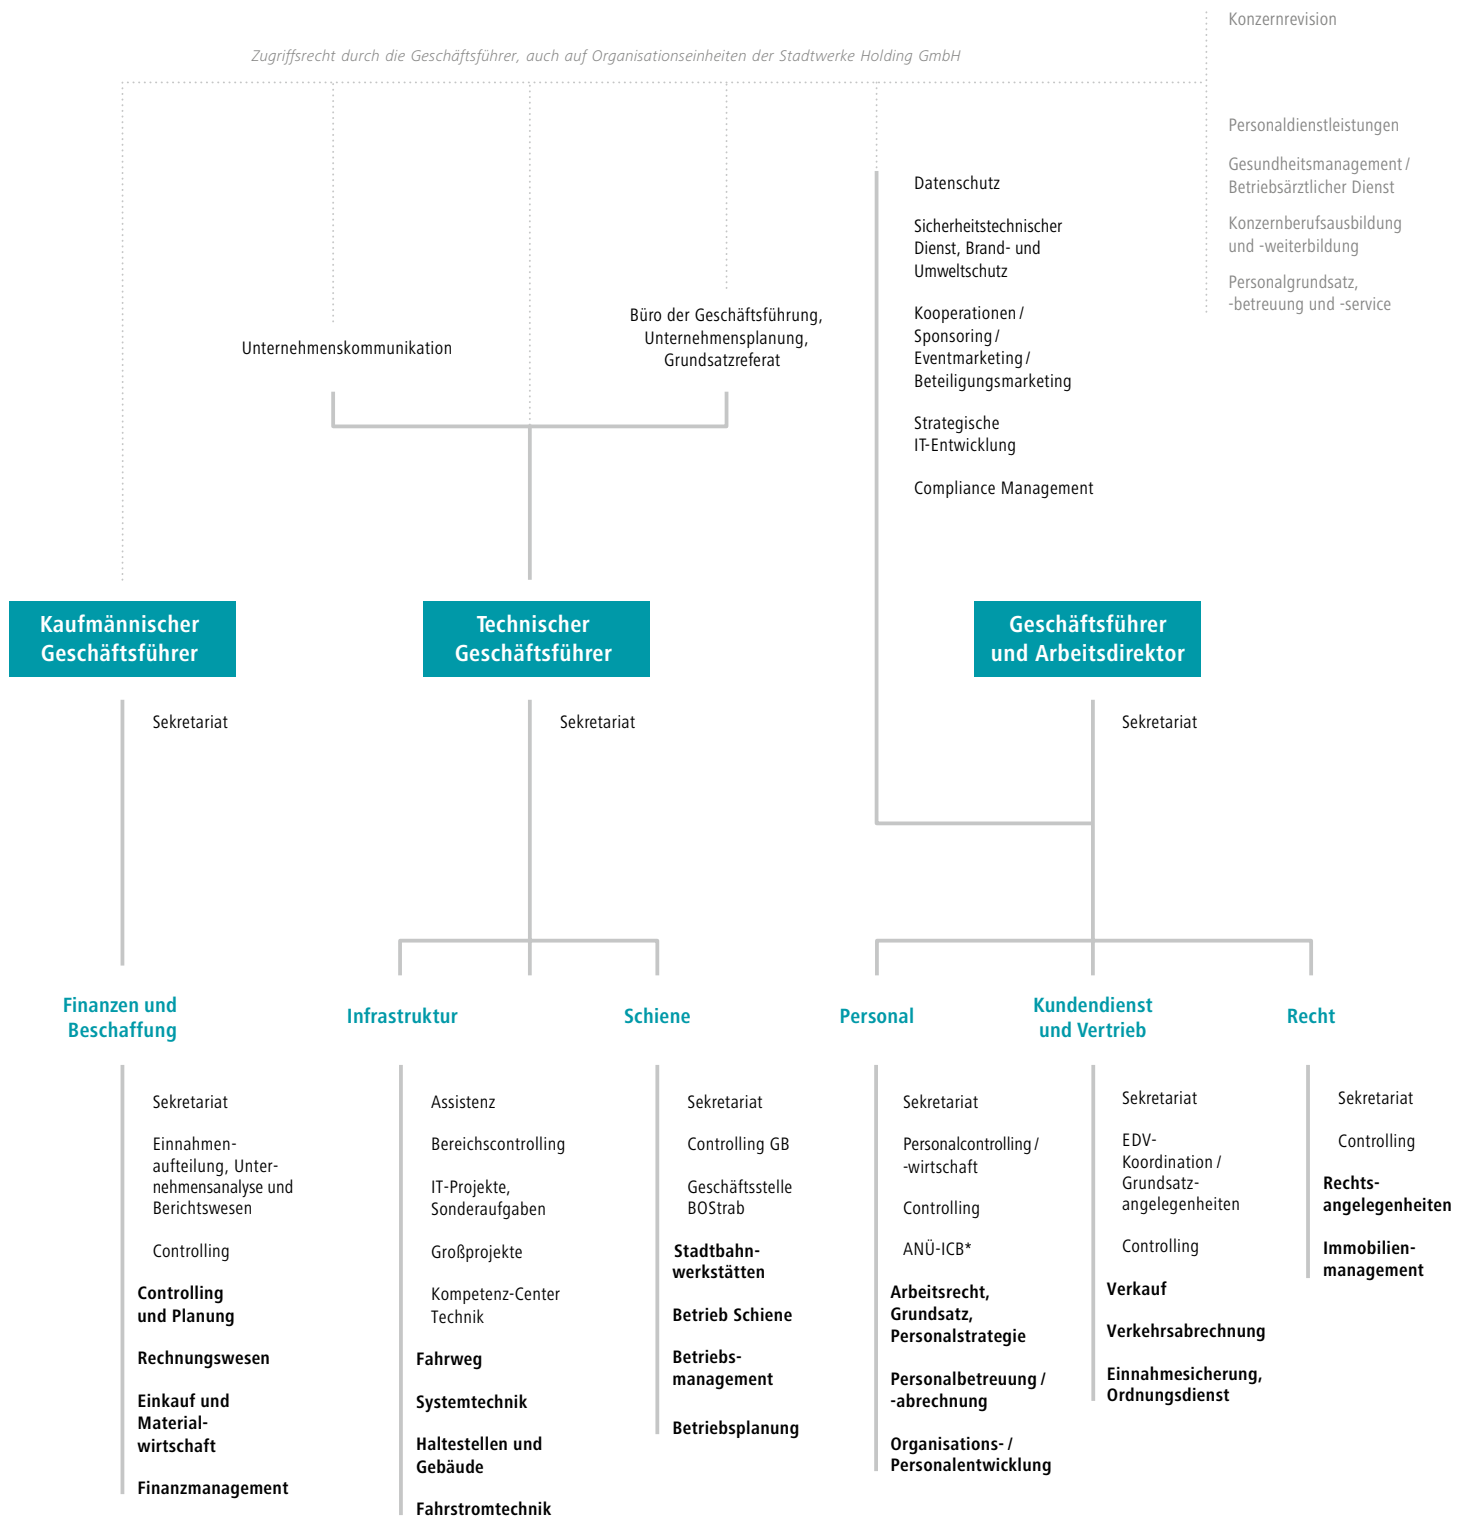 Konzernrevision
Zugriffsrecht durch die Geschäftsführer, auch auf Organisationseinheiten der Stadtwerke Holding GmbH
Personaldienstleistungen
Gesundheitsmanagement /
Betriebsärztlicher Dienst
Konzernberufsausbildung
und -weiterbildung
Personalgrundsatz,
-betreuung und -service
Datenschutz
Sicherheitstechnischer
Dienst, Brand- und
Umweltschutz
Kooperationen /
Sponsoring /
Eventmarketing /
Beteiligungsmarketing
Strategische
IT-Entwicklung
Compliance Management
Unternehmenskommunikation
Büro der Geschäftsführung,
Unternehmensplanung,
Grundsatzreferat
Kaufmännischer
Geschäftsführer
Sekretariat
Technischer
Geschäftsführer
Sekretariat
Geschäftsführer
und Arbeitsdirektor
Sekretariat
Finanzen und
Beschaffung
Sekretariat
Einnahmen-
aufteilung, Unter-
nehmensanalyse und
Berichtswesen
Controlling
Controlling
und Planung
Rechnungswesen
Einkauf und
Material-
wirtschaft
Finanzmanagement
Infrastruktur
Assistenz
Bereichscontrolling
IT-Projekte,
Sonderaufgaben
Großprojekte
Kompetenz-Center
Technik
Fahrweg
Systemtechnik
Haltestellen und
Gebäude
Fahrstromtechnik
Schiene
Sekretariat
Controlling GB
Geschäftsstelle
BOStrab
Stadtbahn-
werkstätten
Betrieb Schiene
Betriebs-
management
Betriebsplanung
Personal
Sekretariat
Personalcontrolling /
-wirtschaft
Controlling
ANÜ-ICB*
Arbeitsrecht,
Grundsatz,
Personalstrategie
Personalbetreuung /
-abrechnung
Organisations- /
Personalentwicklung
Kundendienst
und Vertrieb
Sekretariat
EDV-
Koordination /
Grundsatz-
angelegenheiten
Controlling
Verkauf
Verkehrsabrechnung
Einnahmesicherung,
Ordnungsdienst
Recht
Sekretariat
Controlling
Rechts-
angelegenheiten
Immobilien-
management